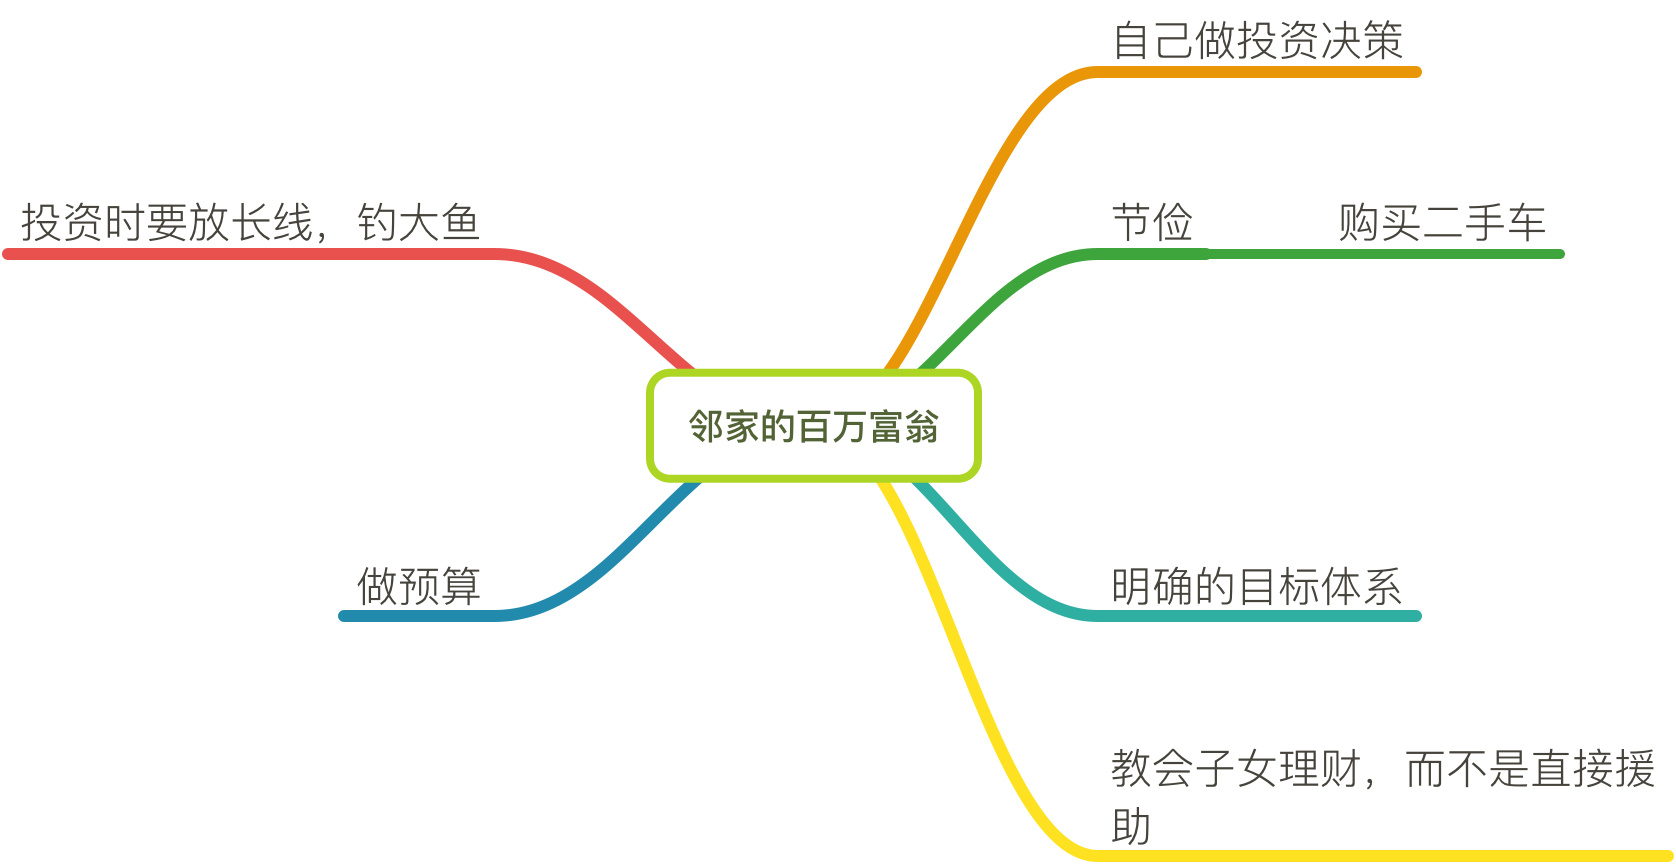 自己做投资决策
投资时要放长线，钓大鱼
节俭
购买二手车
邻家的百万富翁
做预算
明确的目标体系
教会子女理财，而不是直接援
助